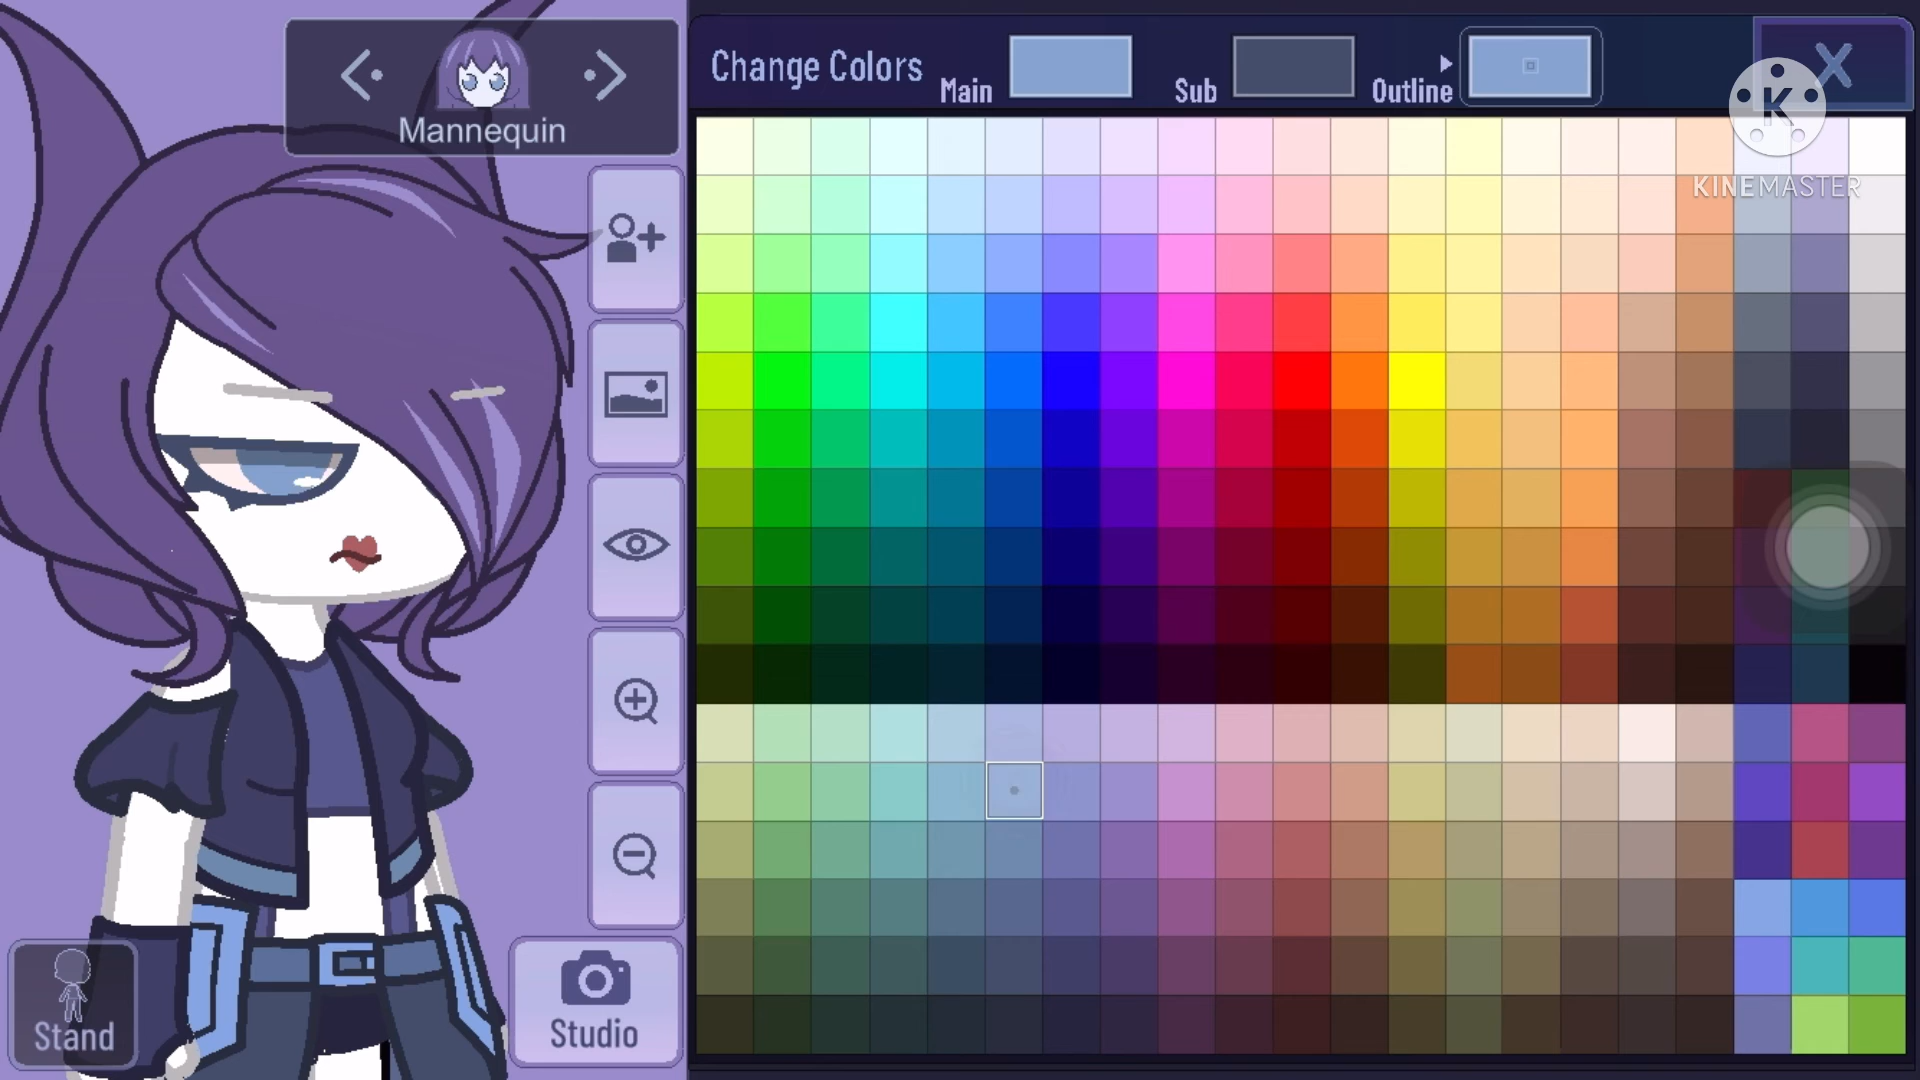 Mannequin
Change Colors
Main
Sub
Outline
X
K
KINEMASTER
Stand
Studio